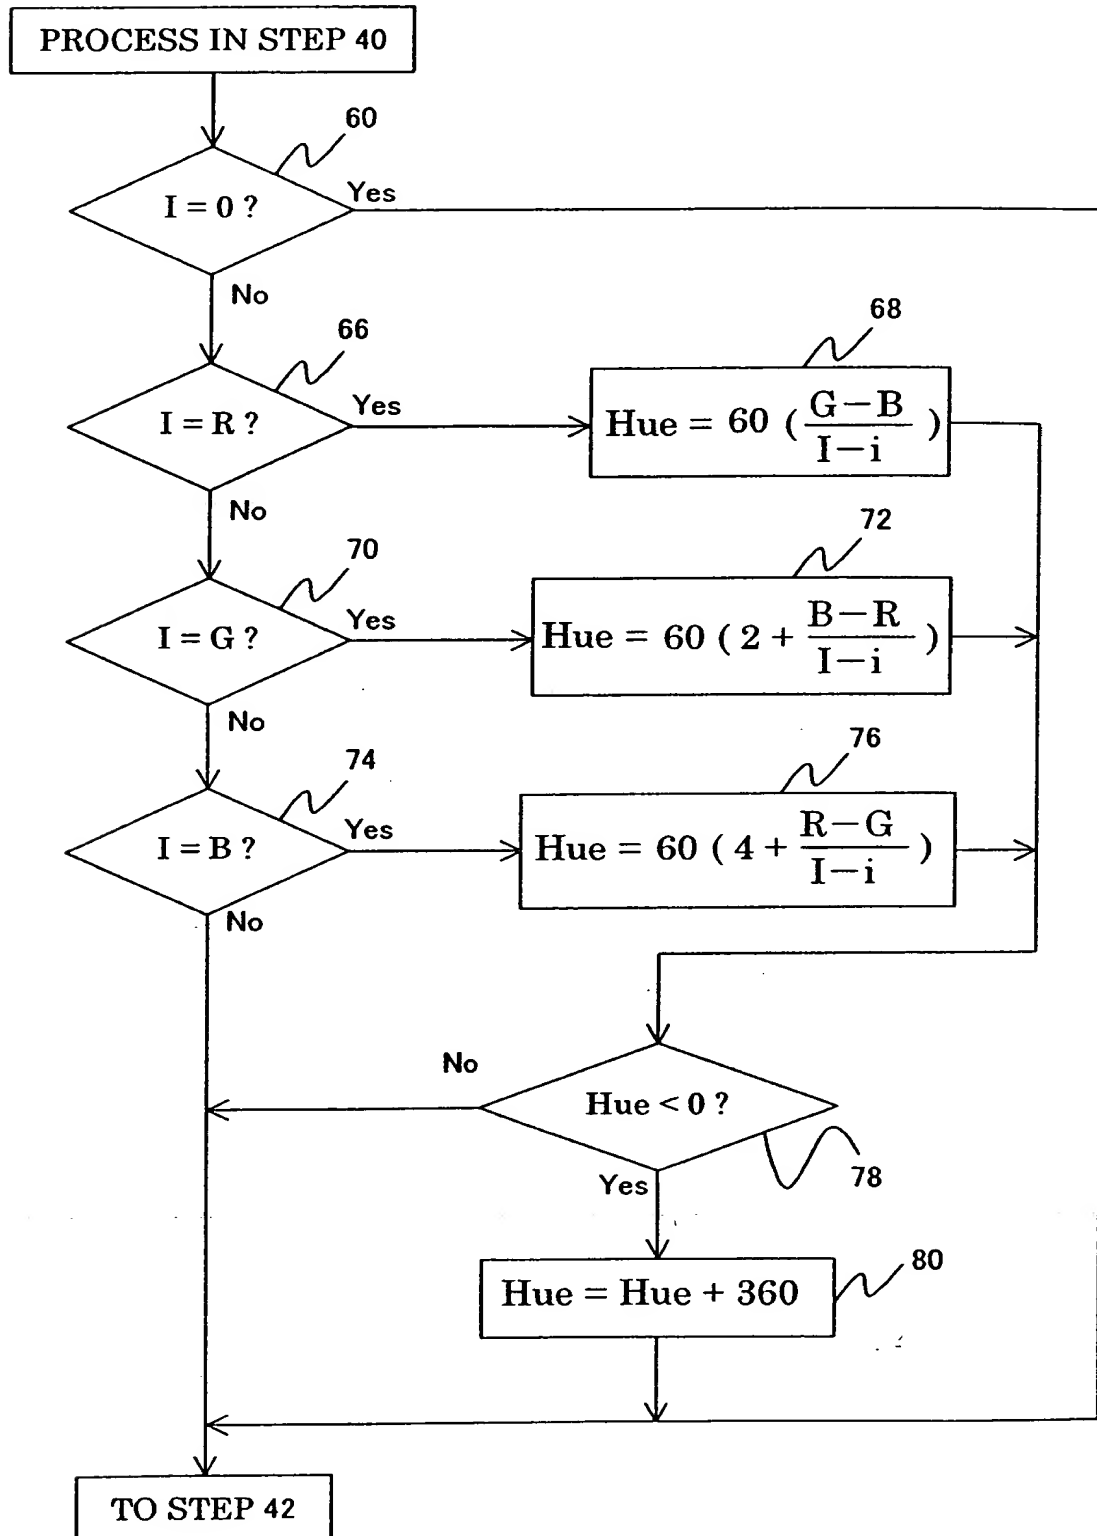 PROCESS IN STEP 40
60
I = 0 ?
Yes
No
66
I = R ?
Yes
68
Hue = 60 ( G−B / I−i )
No
70
I = G ?
Yes
72
Hue = 60 ( 2 + B−R / I−i )
No
74
I = B ?
Yes
76
Hue = 60 ( 4 + R−G / I−i )
No
No
Hue < 0 ?
78
Yes
80
Hue = Hue + 360
TO STEP 42